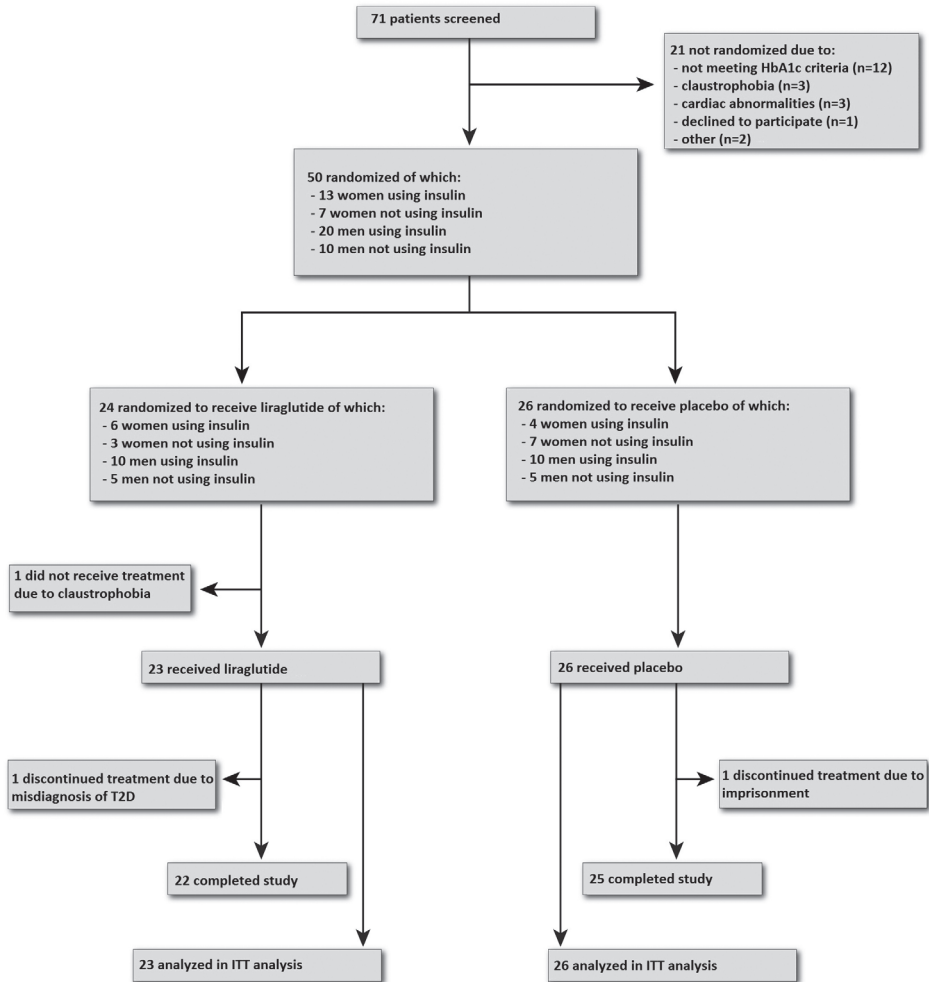 71 patients screened
21 not randomized due to:
- not meeting HbA1c criteria (n=12)
- claustrophobia (n=3)
- cardiac abnormalities (n=3)
- declined to participate (n=1)
- other (n=2)
50 randomized of which:
- 13 women using insulin
- 7 women not using insulin
- 20 men using insulin
- 10 men not using insulin
24 randomized to receive liraglutide of which:
- 6 women using insulin
- 3 women not using insulin
- 10 men using insulin
- 5 men not using insulin
26 randomized to receive placebo of which:
- 4 women using insulin
- 7 women not using insulin
- 10 men using insulin
- 5 men not using insulin
1 did not receive treatment
due to claustrophobia
23 received liraglutide
26 received placebo
1 discontinued treatment due to
misdiagnosis of T2D
1 discontinued treatment due to
imprisonment
22 completed study
25 completed study
23 analyzed in ITT analysis
26 analyzed in ITT analysis